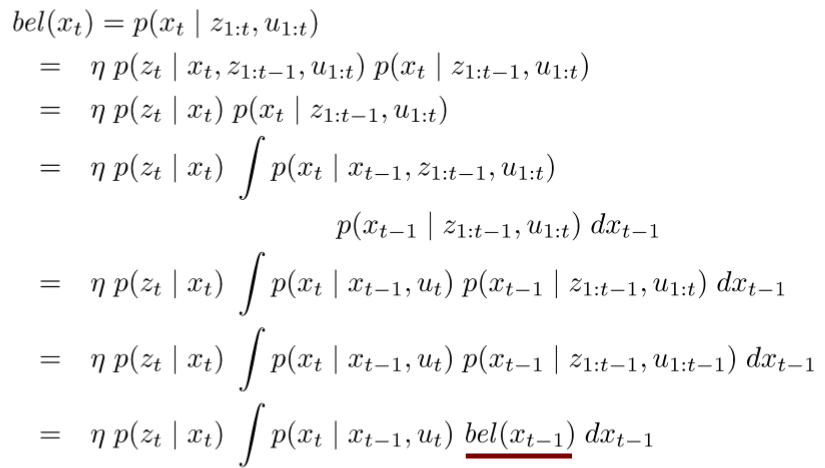 bel(x_t) = p(x_t | z_{1:t}, u_{1:t})
= η p(z_t | x_t, z_{1:t−1}, u_{1:t}) p(x_t | z_{1:t−1}, u_{1:t})
= η p(z_t | x_t) p(x_t | z_{1:t−1}, u_{1:t})
= η p(z_t | x_t) ∫ p(x_t | x_{t−1}, z_{1:t−1}, u_{1:t})
p(x_{t−1} | z_{1:t−1}, u_{1:t}) dx_{t−1}
= η p(z_t | x_t) ∫ p(x_t | x_{t−1}, u_t) p(x_{t−1} | z_{1:t−1}, u_{1:t}) dx_{t−1}
= η p(z_t | x_t) ∫ p(x_t | x_{t−1}, u_t) p(x_{t−1} | z_{1:t−1}, u_{1:t−1}) dx_{t−1}
= η p(z_t | x_t) ∫ p(x_t | x_{t−1}, u_t) bel(x_{t−1}) dx_{t−1}